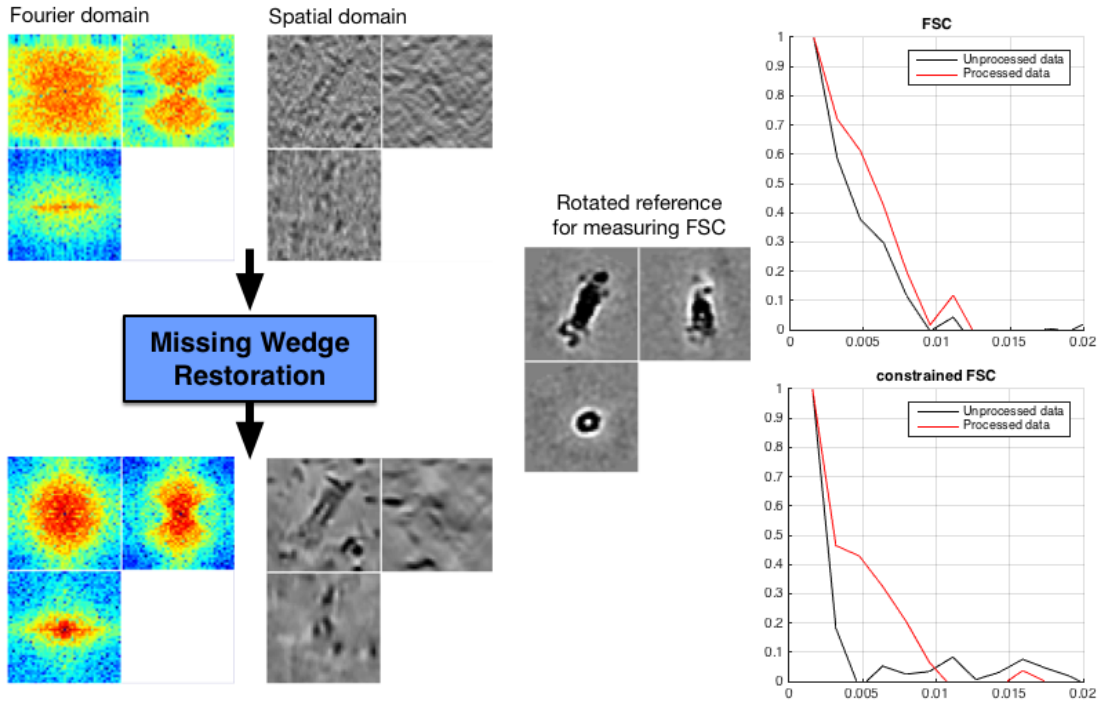 Fourier domain
Spatial domain
Missing Wedge
Restoration
Rotated reference
for measuring FSC
FSC
Unprocessed data
Processed data
1
0.9
0.8
0.7
0.6
0.5
0.4
0.3
0.2
0.1
0
0 0.005 0.01 0.015 0.02
constrained FSC
Unprocessed data
Processed data
1
0.9
0.8
0.7
0.6
0.5
0.4
0.3
0.2
0.1
0
0 0.005 0.01 0.015 0.02